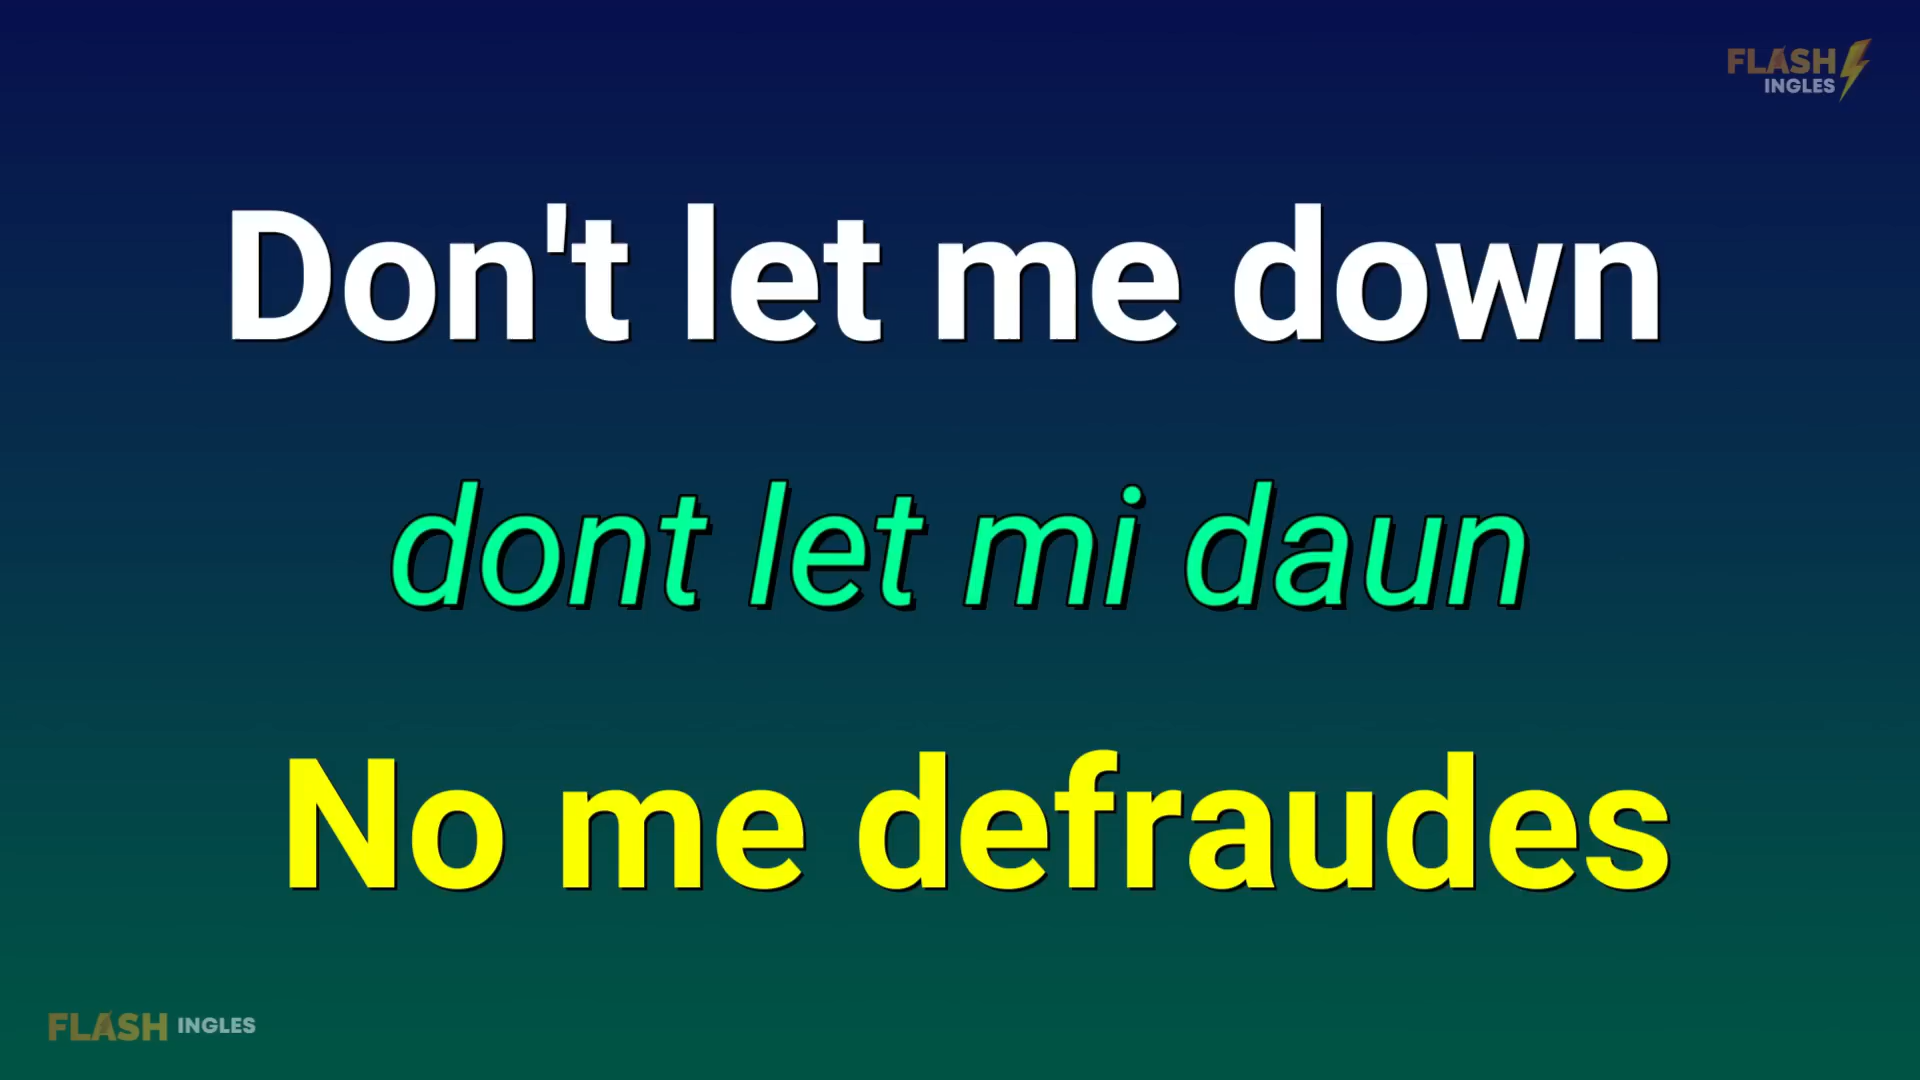 FLASH
INGLES
Don't let me down
dont let mi daun
No me defraudes
FLASH INGLES